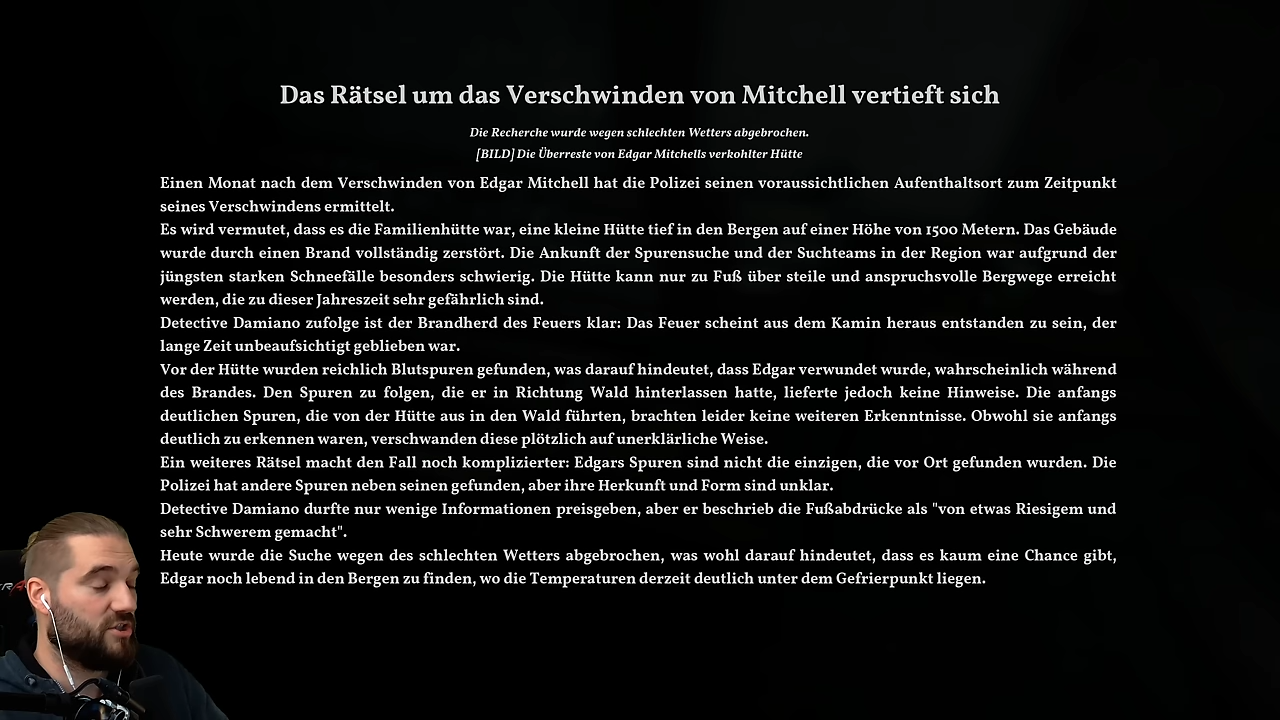 Das Rätsel um das Verschwinden von Mitchell vertieft sich
Die Recherche wurde wegen schlechten Wetters abgebrochen.
[BILD] Die Überreste von Edgar Mitchells verkohlter Hütte
Einen Monat nach dem Verschwinden von Edgar Mitchell hat die Polizei seinen voraussichtlichen Aufenthaltsort zum Zeitpunkt
seines Verschwindens ermittelt.
Es wird vermutet, dass es die Familienhütte war, eine kleine Hütte tief in den Bergen auf einer Höhe von 1500 Metern. Das Gebäude
wurde durch einen Brand vollständig zerstört. Die Ankunft der Spurensuche und der Suchteams in der Region war aufgrund der
jüngsten starken Schneefälle besonders schwierig. Die Hütte kann nur zu Fuß über steile und anspruchsvolle Bergwege erreicht
werden, die zu dieser Jahreszeit sehr gefährlich sind.
Detective Damiano zufolge ist der Brandherd des Feuers klar: Das Feuer scheint aus dem Kamin heraus entstanden zu sein, der
lange Zeit unbeaufsichtigt geblieben war.
Vor der Hütte wurden reichlich Blutspuren gefunden, was darauf hindeutet, dass Edgar verwundet wurde, wahrscheinlich während
des Brandes. Den Spuren zu folgen, die er in Richtung Wald hinterlassen hatte, lieferte jedoch keine Hinweise. Die anfangs
deutlichen Spuren, die von der Hütte aus in den Wald führten, brachten leider keine weiteren Erkenntnisse. Obwohl sie anfangs
deutlich zu erkennen waren, verschwanden diese plötzlich auf unerklärliche Weise.
Ein weiteres Rätsel macht den Fall noch komplizierter: Edgars Spuren sind nicht die einzigen, die vor Ort gefunden wurden. Die
Polizei hat andere Spuren neben seinen gefunden, aber ihre Herkunft und Form sind unklar.
Detective Damiano durfte nur wenige Informationen preisgeben, aber er beschrieb die Fußabdrücke als "von etwas Riesigem und
sehr Schwerem gemacht".
Heute wurde die Suche wegen des schlechten Wetters abgebrochen, was wohl darauf hindeutet, dass es kaum eine Chance gibt,
Edgar noch lebend in den Bergen zu finden, wo die Temperaturen derzeit deutlich unter dem Gefrierpunkt liegen.